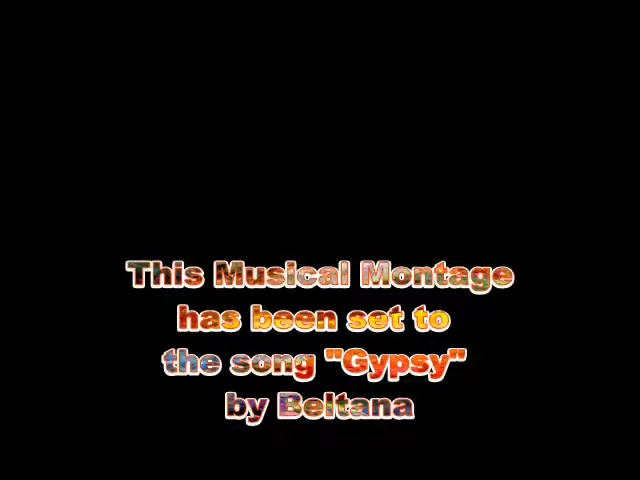 This Musical Montage
has been set to
the song "Gypsy"
by Beltana